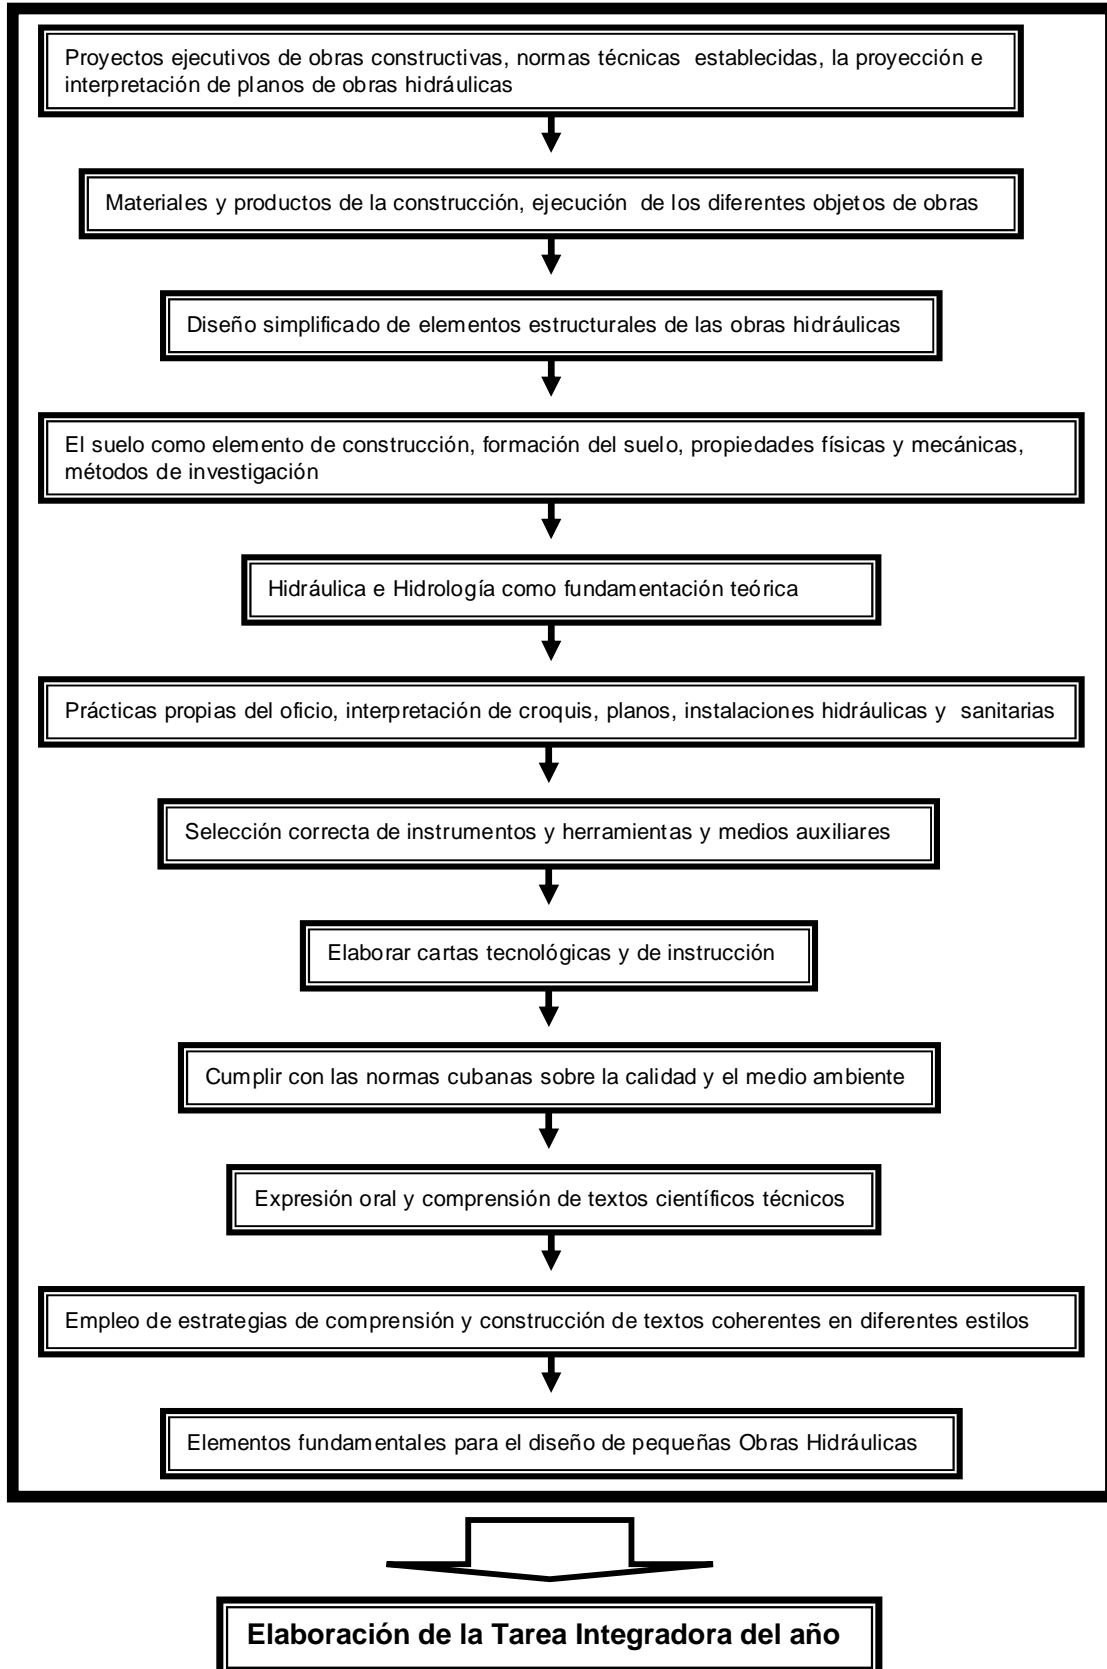 Proyectos ejecutivos de obras constructivas, normas técnicas establecidas, la proyección e
interpretación de planos de obras hidráulicas
Materiales y productos de la construcción, ejecución de los diferentes objetos de obras
Diseño simplificado de elementos estructurales de las obras hidráulicas
El suelo como elemento de construcción, formación del suelo, propiedades físicas y mecánicas,
métodos de investigación
Hidráulica e Hidrología como fundamentación teórica
Prácticas propias del oficio, interpretación de croquis, planos, instalaciones hidráulicas y sanitarias
Selección correcta de instrumentos y herramientas y medios auxiliares
Elaborar cartas tecnológicas y de instrucción
Cumplir con las normas cubanas sobre la calidad y el medio ambiente
Expresión oral y comprensión de textos científicos técnicos
Empleo de estrategias de comprensión y construcción de textos coherentes en diferentes estilos
Elementos fundamentales para el diseño de pequeñas Obras Hidráulicas
Elaboración de la Tarea Integradora del año